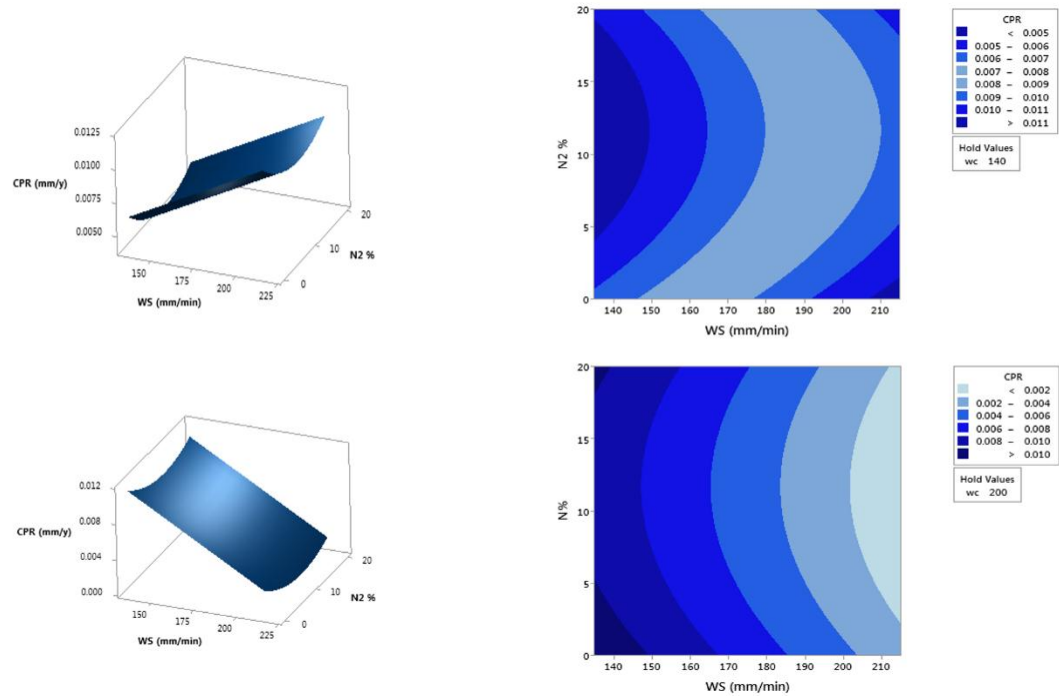 0.0125
0.0100
CPR (mm/y)
0.0075
0.0050
150
175
200
225
WS (mm/min)
0
10
20
N2 %
20
15
10
5
0
N2 %
140 150 160 170 180 190 200 210
WS (mm/min)
CPR
< 0.005
0.005 – 0.006
0.006 – 0.007
0.007 – 0.008
0.008 – 0.009
0.009 – 0.010
0.010 – 0.011
> 0.011
Hold Values
wc 140
0.012
0.008
CPR (mm/y)
0.004
0.000
150
175
200
225
WS (mm/min)
0
10
20
N2 %
20
15
10
5
0
N%
140 150 160 170 180 190 200 210
WS (mm/min)
CPR
< 0.002
0.002 – 0.004
0.004 – 0.006
0.006 – 0.008
0.008 – 0.010
> 0.010
Hold Values
wc 200